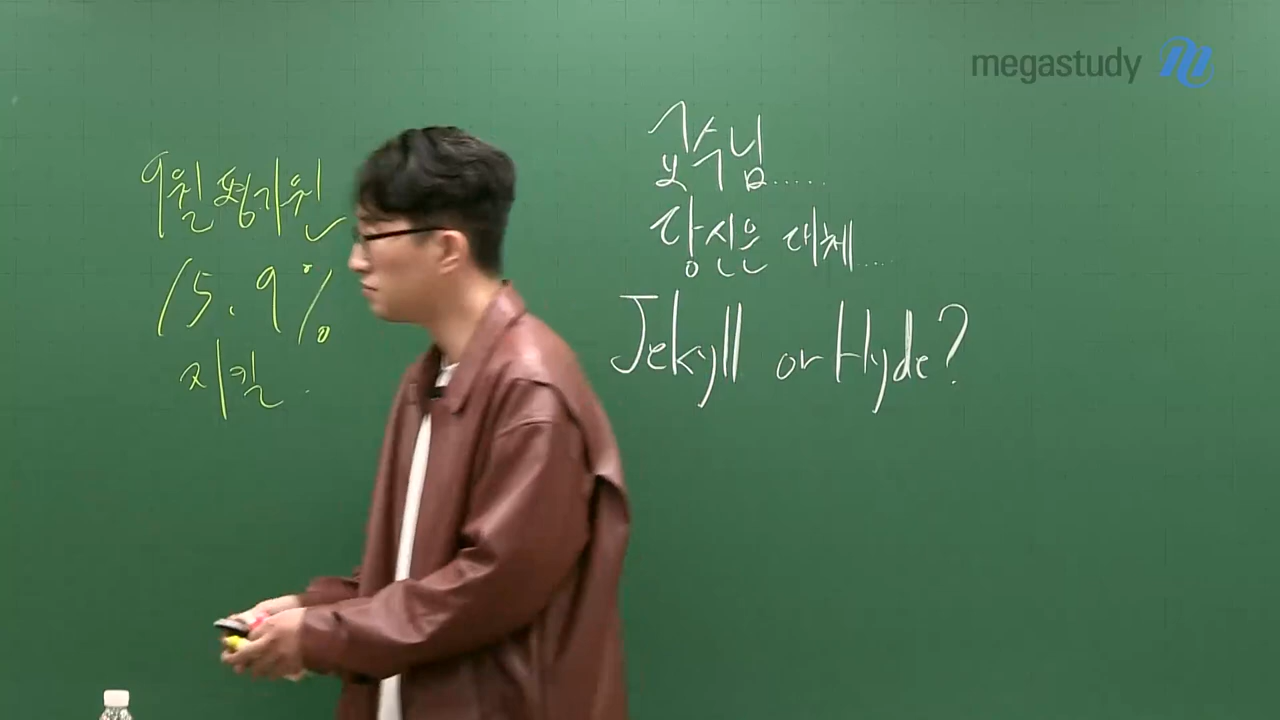 megastudy
9월 평가원
15.9%
지킬
교수님.....
당신은 대체....
Jekyll or Hyde?